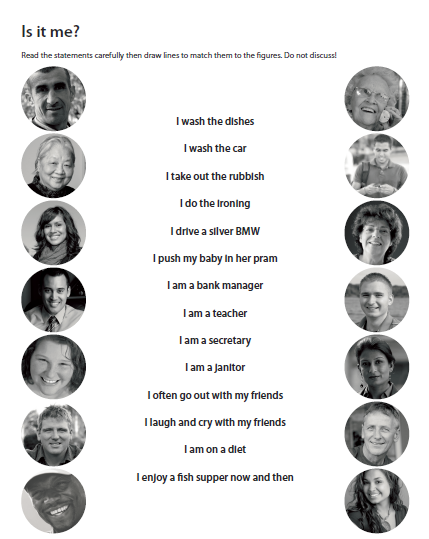 Is it me?
Read the statements carefully then draw lines to match them to the figures. Do not discuss!
I wash the dishes
I wash the car
I take out the rubbish
I do the ironing
I drive a silver BMW
I push my baby in her pram
I am a bank manager
I am a teacher
I am a secretary
I am a janitor
I often go out with my friends
I laugh and cry with my friends
I am on a diet
I enjoy a fish supper now and then